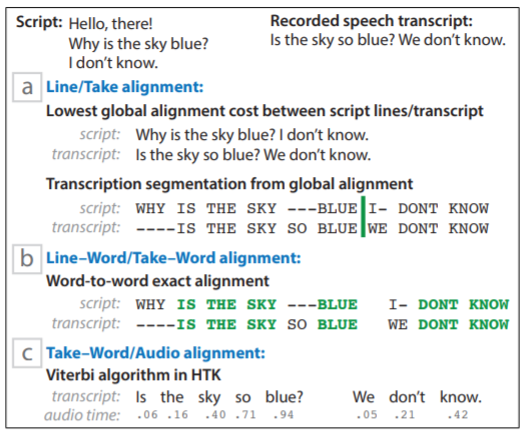 Script: Hello, there!
Why is the sky blue?
I don't know.
Recorded speech transcript:
Is the sky so blue? We don't know.
a Line/Take alignment:
Lowest global alignment cost between script lines/transcript
script: Why is the sky blue? I don't know.
transcript: Is the sky so blue? We don't know.
Transcription segmentation from global alignment
script: WHY IS THE SKY ---BLUE I- DONT KNOW
transcript: ----IS THE SKY SO BLUE WE DONT KNOW
b Line–Word/Take–Word alignment:
Word-to-word exact alignment
script: WHY IS THE SKY ---BLUE I- DONT KNOW
transcript: ----IS THE SKY SO BLUE WE DONT KNOW
c Take–Word/Audio alignment:
Viterbi algorithm in HTK
transcript: Is the sky so blue? We don't know.
audio time: .06 .16 .40 .71 .94 .05 .21 .42